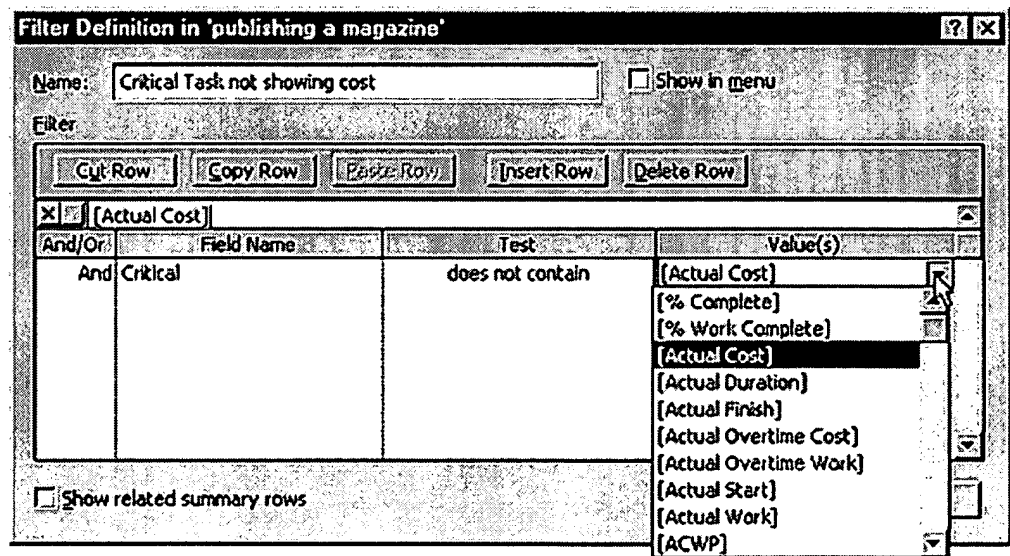 Filter Definition in 'publishing a magazine'
Name: Critical Task not showing cost Show in menu
Filter
Cut Row Copy Row Paste Row Insert Row Delete Row
[Actual Cost]
And/Or Field Name Test Value(s)
And Critical does not contain [Actual Cost]
[% Complete]
[% Work Complete]
[Actual Cost]
[Actual Duration]
[Actual Finish]
[Actual Overtime Cost]
[Actual Overtime Work]
[Actual Start]
[Actual Work]
[ACWP]
Show related summary rows